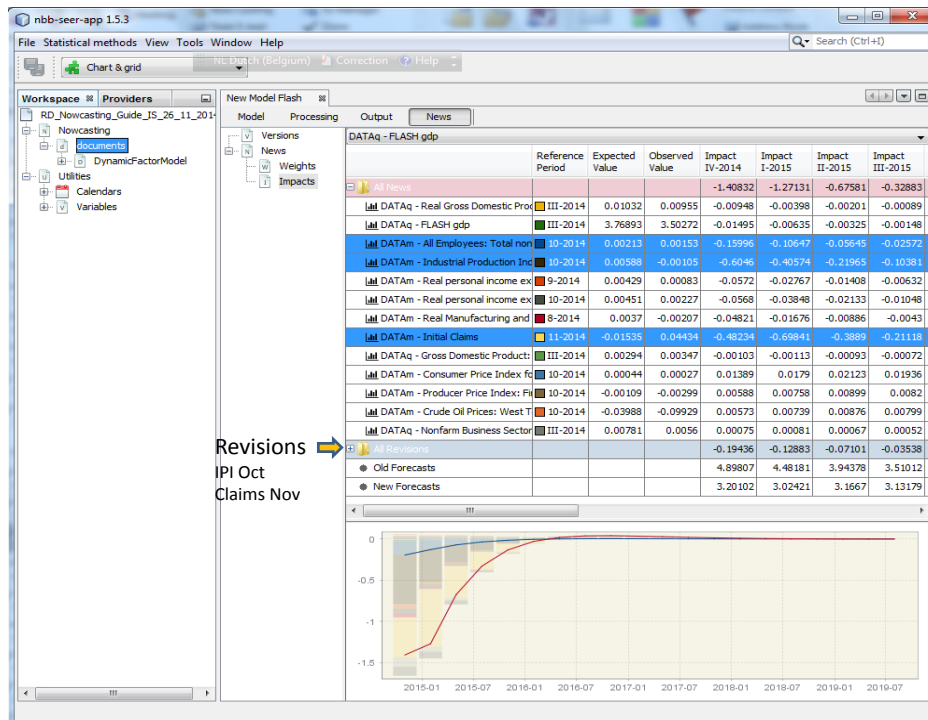 nbb-seer-app 1.5.3
File Statistical methods View Tools Window Help
Search (Ctrl+I)
Chart & grid
NL Dutch (Belgium) Correction Help
Workspace Providers
New Model Flash
RD_Nowcasting_Guide_IS_26_11_201
Nowcasting
documents
DynamicFactorModel
Utilities
Calendars
Variables
Model Processing Output News
Versions
News
Weights
Impacts
DATAq - FLASH gdp
Reference Period Expected Value Observed Value Impact IV-2014 Impact I-2015 Impact II-2015 Impact III-2015
All News -1.40832 -1.27131 -0.67581 -0.32883
DATAq - Real Gross Domestic Proc III-2014 0.01032 0.00955 -0.00948 -0.00398 -0.00201 -0.00089
DATAq - FLASH gdp III-2014 3.76893 3.50272 -0.01495 -0.00635 -0.00325 -0.00148
DATAm - All Employees: Total non 10-2014 0.00213 0.00153 -0.15996 -0.10647 -0.05645 -0.02572
DATAm - Industrial Production Ind 10-2014 0.00588 -0.00105 -0.6046 -0.40574 -0.21965 -0.10381
DATAm - Real personal income ex 9-2014 0.00429 0.00083 -0.0572 -0.02767 -0.01408 -0.00632
DATAm - Real personal income ex 10-2014 0.00451 0.00227 -0.0568 -0.03848 -0.02133 -0.01048
DATAm - Real Manufacturing and 8-2014 0.0037 -0.00207 -0.04821 -0.01676 -0.00886 -0.0043
DATAm - Initial Claims 11-2014 -0.01535 0.04434 -0.48234 -0.69841 -0.3889 -0.21118
DATAq - Gross Domestic Product: III-2014 0.00294 0.00347 -0.00103 -0.00113 -0.00093 -0.00072
DATAm - Consumer Price Index fo 10-2014 0.00044 0.00027 0.01389 0.0179 0.02123 0.01936
DATAm - Producer Price Index: Fi 10-2014 -0.00109 -0.00299 0.00588 0.00758 0.00899 0.0082
DATAm - Crude Oil Prices: West T 10-2014 -0.03988 -0.09929 0.00573 0.00739 0.00876 0.00799
DATAq - Nonfarm Business Sector III-2014 0.00781 0.0056 0.00075 0.00081 0.00067 0.00052
All Revisions -0.19436 -0.12883 -0.07101 -0.03538
Old Forecasts 4.89807 4.48181 3.94378 3.51012
New Forecasts 3.20102 3.02421 3.1667 3.13179
Revisions
IPI Oct
Claims Nov
0
-0.5
-1
-1.5
2015-01 2015-07 2016-01 2016-07 2017-01 2017-07 2018-01 2018-07 2019-01 2019-07